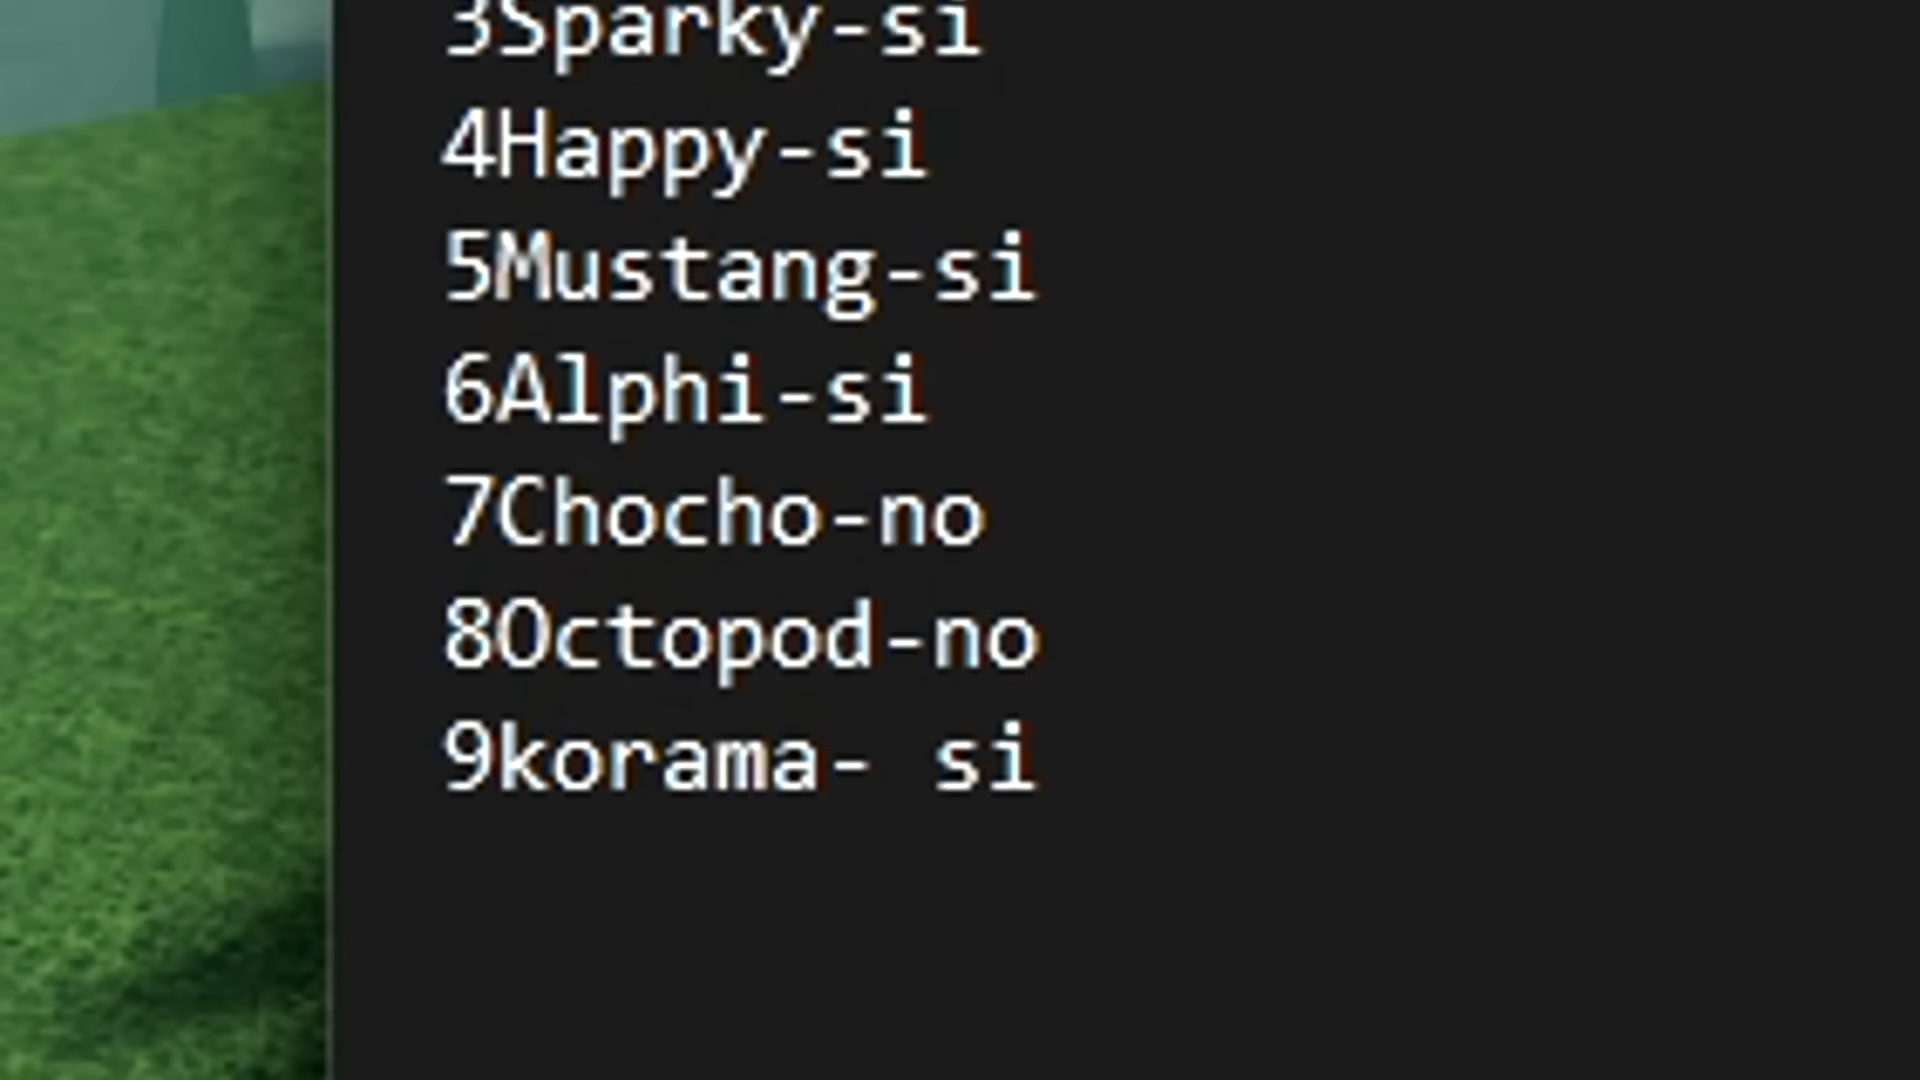 3Sparky-si
4Happy-si
5Mustang-si
6Alphi-si
7Chocho-no
8Octopod-no
9korama- si